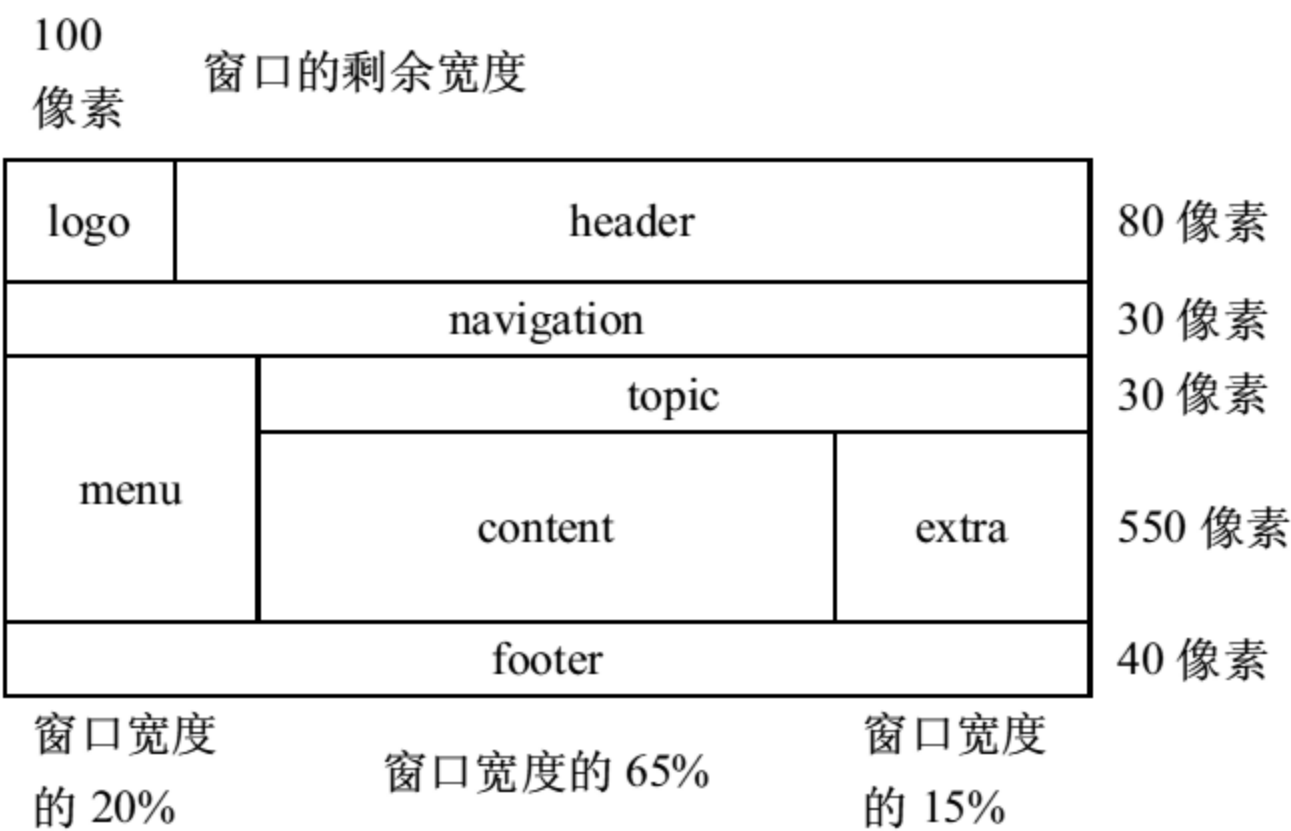 100
像素
窗口的剩余宽度
logo
header
80 像素
navigation
30 像素
topic
30 像素
menu
content
extra
550 像素
footer
40 像素
窗口宽度
的 20%
窗口宽度的 65%
窗口宽度
的 15%